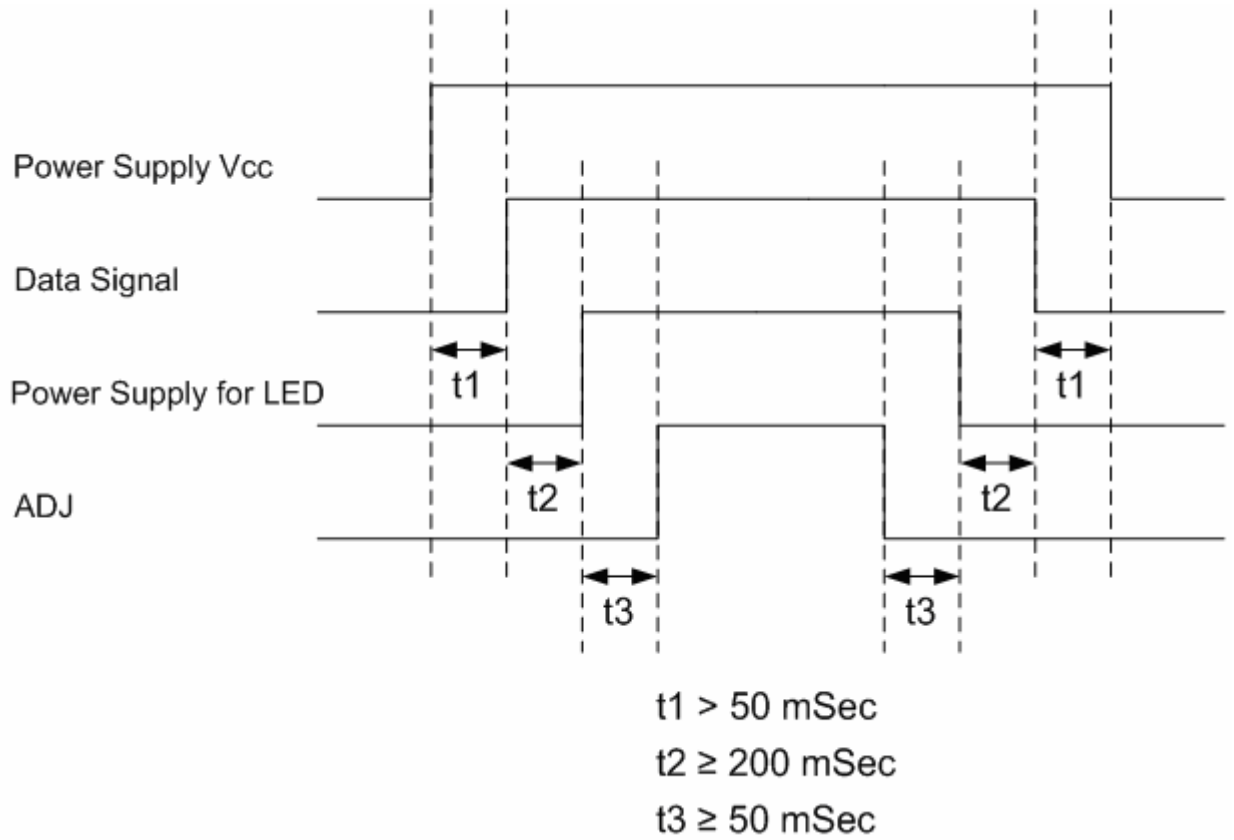 Power Supply Vcc
Data Signal
t1
t1
Power Supply for LED
t2
t2
ADJ
t3
t3
t1 > 50 mSec
t2 ≥ 200 mSec
t3 ≥ 50 mSec